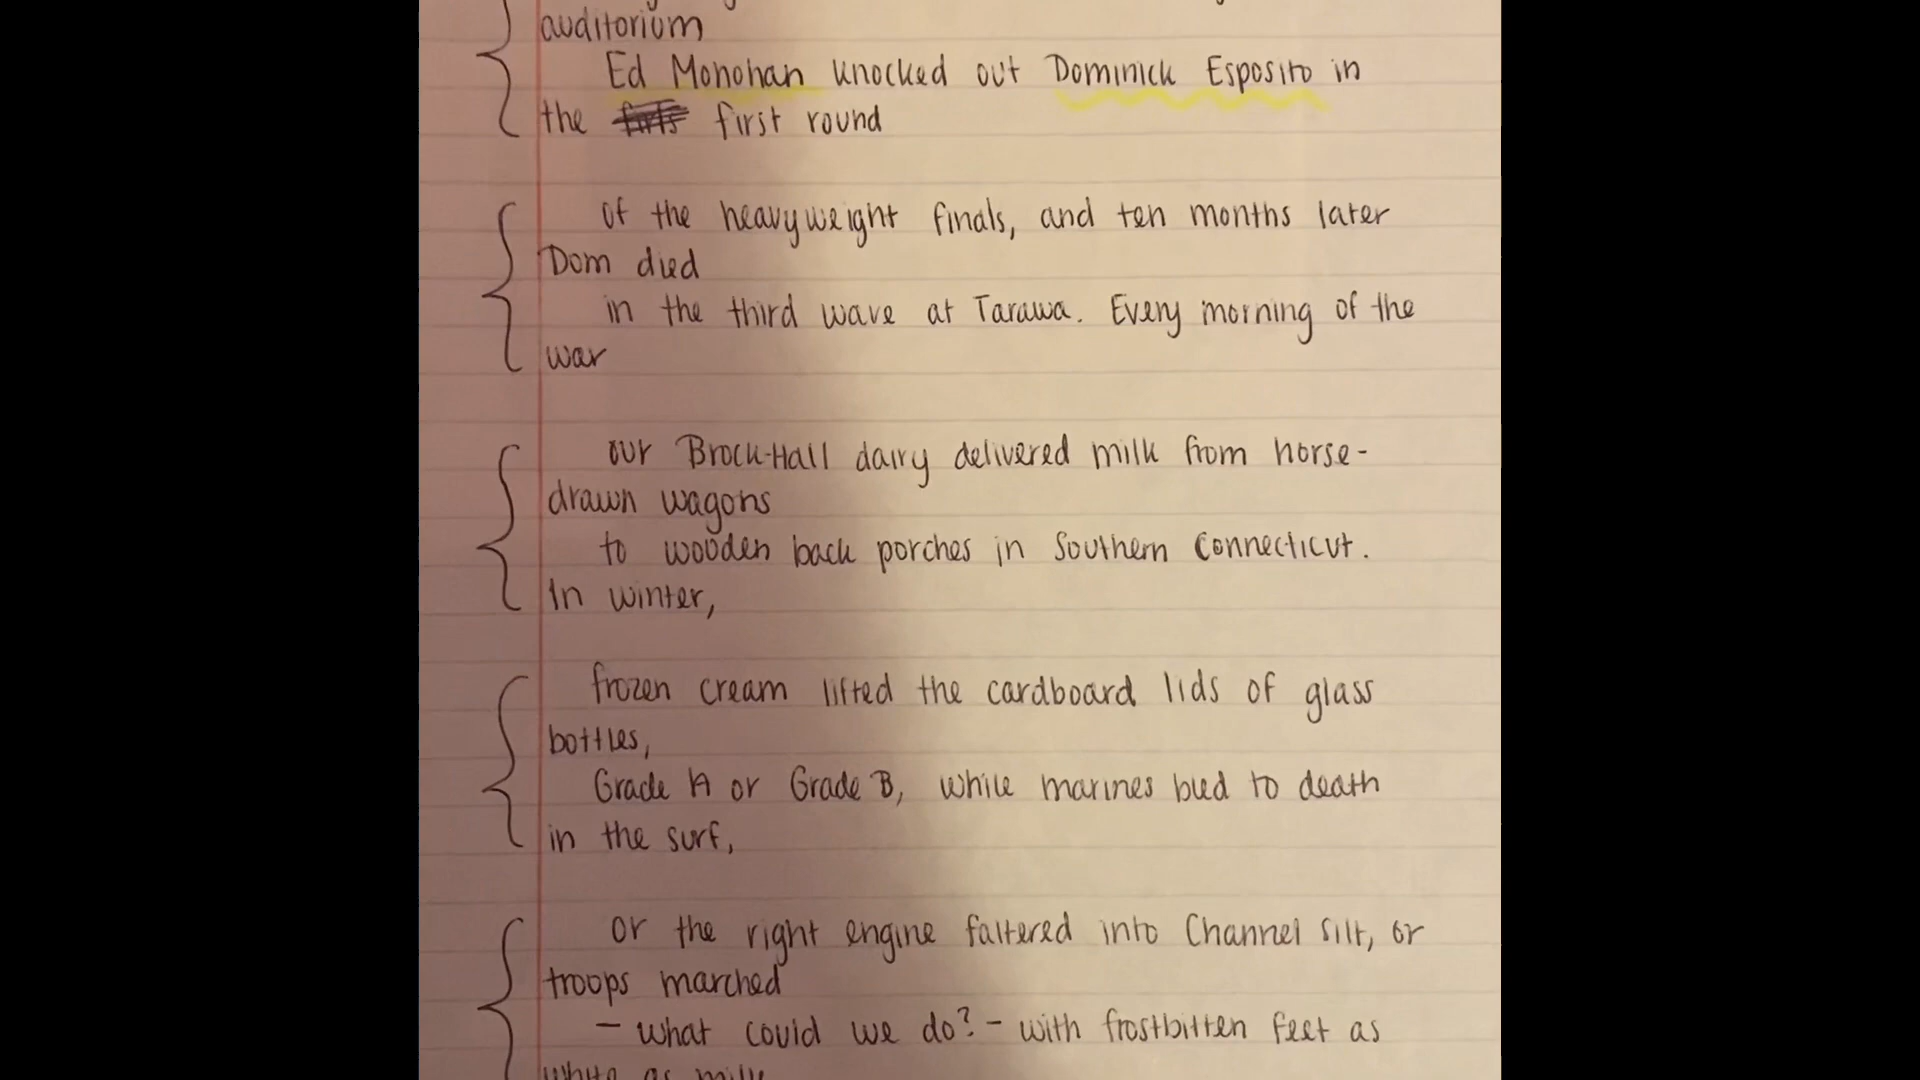 auditorium
Ed Monohan knocked out Dominick Esposito in
the first round
of the heavyweight finals, and ten months later
Dom died
in the third wave at Tarawa. Every morning of the
war
our Brock-Hall dairy delivered milk from horse-
drawn wagons
to wooden back porches in Southern Connecticut.
In winter,
frozen cream lifted the cardboard lids of glass
bottles,
Grade A or Grade B, while marines bled to death
in the surf,
or the right engine faltered into Channel silt, or
troops marched
- what could we do? - with frostbitten feet as
white as milk